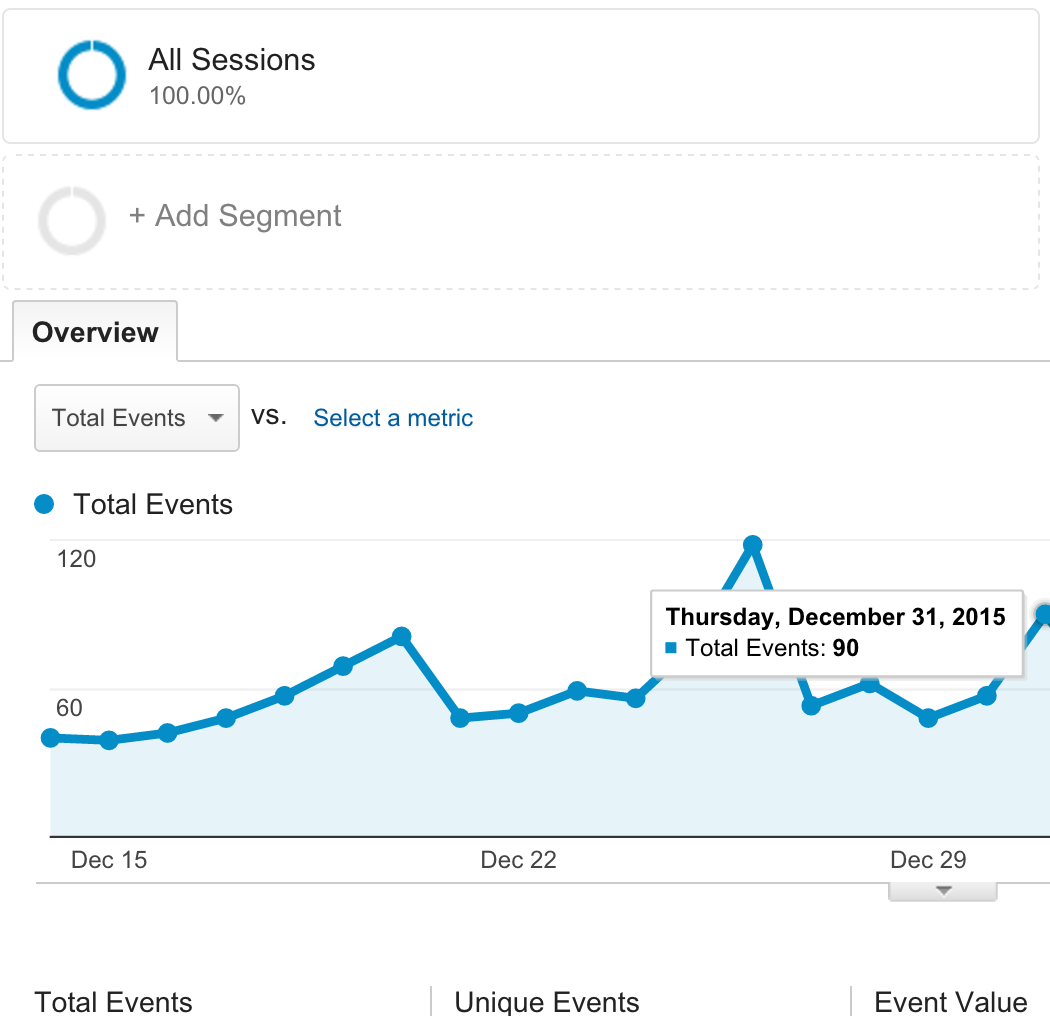 All Sessions
100.00%
+ Add Segment
Overview
Total Events vs. Select a metric
Total Events
120
Thursday, December 31, 2015
Total Events: 90
60
Dec 15 Dec 22 Dec 29
Total Events Unique Events Event Value